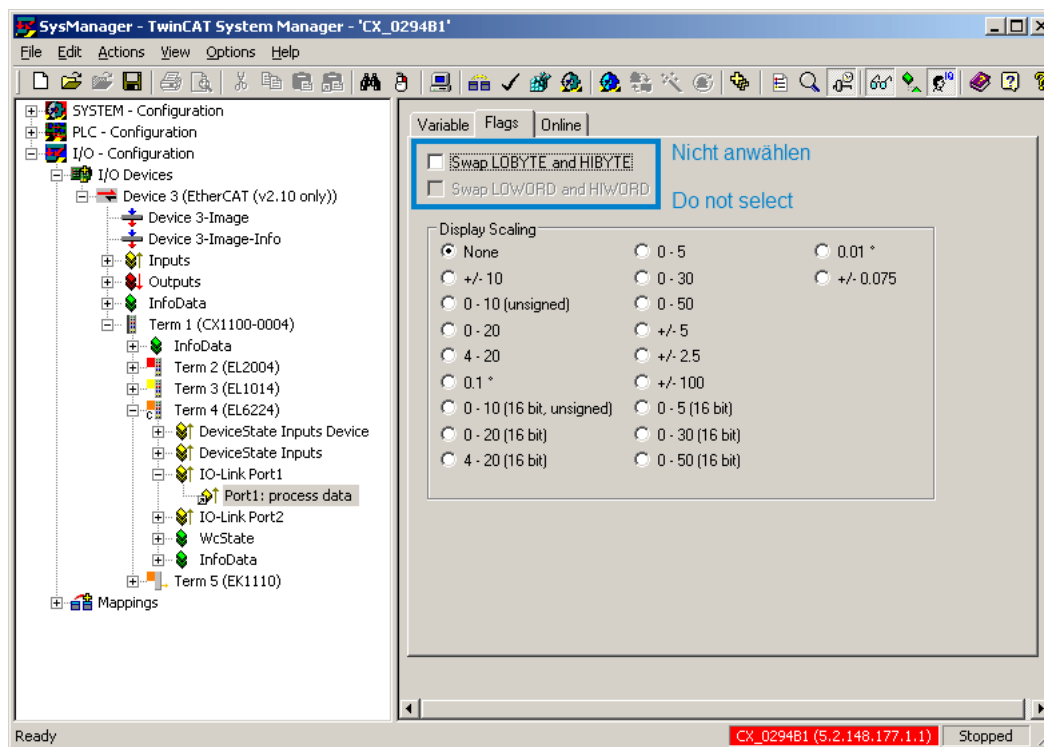 SysManager - TwinCAT System Manager - 'CX_0294B1'
File Edit Actions View Options Help
SYSTEM - Configuration
PLC - Configuration
I/O - Configuration
I/O Devices
Device 3 (EtherCAT (v2.10 only))
Device 3-Image
Device 3-Image-Info
Inputs
Outputs
InfoData
Term 1 (CX1100-0004)
InfoData
Term 2 (EL2004)
Term 3 (EL1014)
Term 4 (EL6224)
DeviceState Inputs Device
DeviceState Inputs
IO-Link Port1
Port1: process data
IO-Link Port2
WcState
InfoData
Term 5 (EK1110)
Mappings
Variable Flags Online
Swap LOBYTE and HIBYTE
Swap LOWORD and HIWORD
Nicht anwählen
Do not select
Display Scaling
None 0 - 5 0.01 °
+/- 10 0 - 30 +/- 0.075
0 - 10 (unsigned) 0 - 50
0 - 20 +/- 5
4 - 20 +/- 2.5
0.1 ° +/- 100
0 - 10 (16 bit, unsigned) 0 - 5 (16 bit)
0 - 20 (16 bit) 0 - 30 (16 bit)
4 - 20 (16 bit) 0 - 50 (16 bit)
Ready CX_0294B1 (5.2.148.177.1.1) Stopped